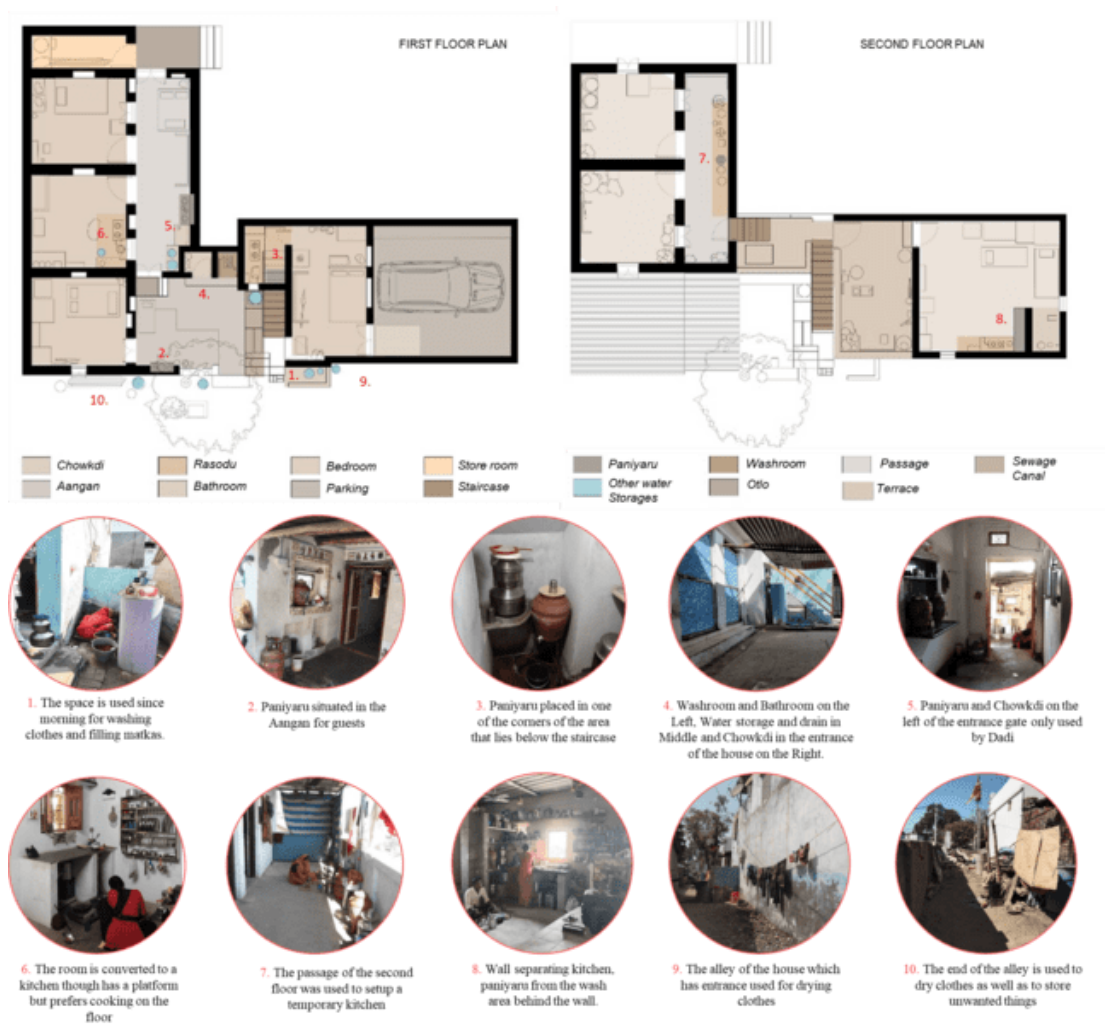 FIRST FLOOR PLAN
SECOND FLOOR PLAN
1.
2.
3.
4.
5.
6.
7.
8.
9.
10.
Chowkdi
Rasodu
Bedroom
Store room
Aangan
Bathroom
Parking
Staircase
Paniyaru
Washroom
Passage
Sewage
Canal
Other water
Storages
Otlo
Terrace
1. The space is used since
morning for washing
clothes and filling matkas.
2. Paniyaru situated in the
Aangan for guests
3. Paniyaru placed in one
of the corners of the area
that lies below the staircase
4. Washroom and Bathroom on the
Left, Water storage and drain in
Middle and Chowkdi in the entrance
of the house on the Right.
5. Paniyaru and Chowkdi on the
left of the entrance gate only used
by Dadi
6. The room is converted to a
kitchen though has a platform
but prefers cooking on the
floor
7. The passage of the second
floor was used to setup a
temporary kitchen
8. Wall separating kitchen,
paniyaru from the wash
area behind the wall.
9. The alley of the house which
has entrance used for drying
clothes
10. The end of the alley is used to
dry clothes as well as to store
unwanted things